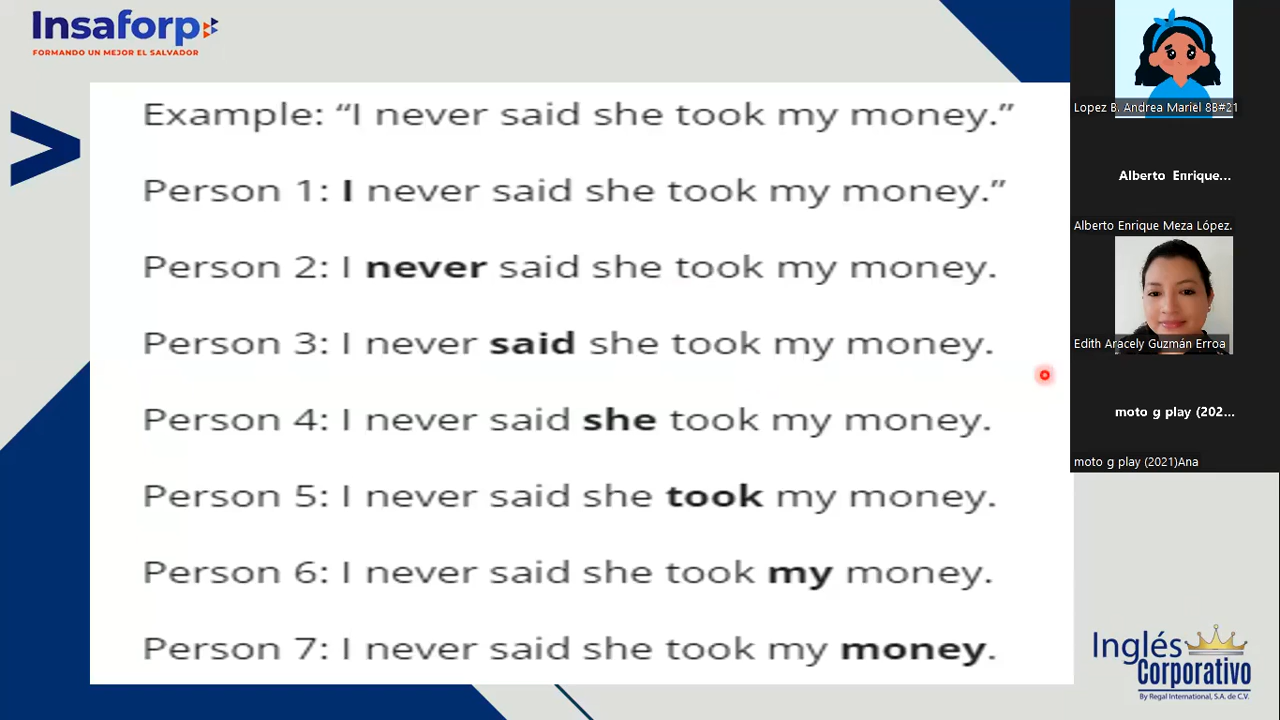 Insaforp
FORMANDO UN MEJOR EL SALVADOR
Example: “I never said she took my money.”
Person 1: I never said she took my money.”
Person 2: I never said she took my money.
Person 3: I never said she took my money.
Person 4: I never said she took my money.
Person 5: I never said she took my money.
Person 6: I never said she took my money.
Person 7: I never said she took my money.
Lopez B. Andrea Mariel 8B#21
Alberto Enrique...
Alberto Enrique Meza López.
Edith Aracely Guzmán Erroa
moto g play (202...
moto g play (2021)Ana
Inglés
Corporativo
By Regal International, S.A. de C.V.